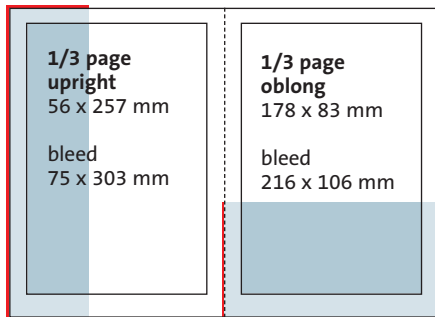 1/3 page
upright
56 x 257 mm
bleed
75 x 303 mm
1/3 page
oblong
178 x 83 mm
bleed
216 x 106 mm